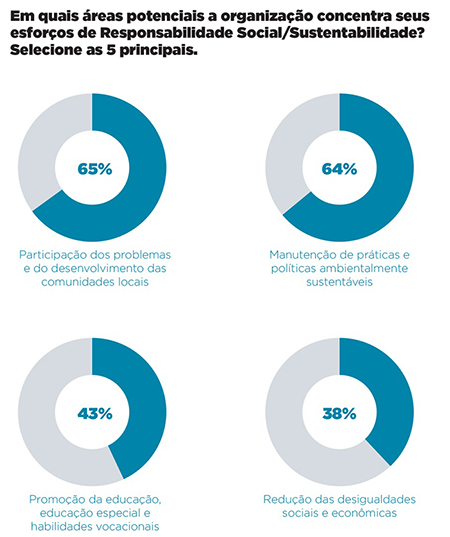 Em quais áreas potenciais a organização concentra seus
esforços de Responsabilidade Social/Sustentabilidade?
Selecione as 5 principais.
65%
Participação dos problemas
e do desenvolvimento das
comunidades locais
64%
Manutenção de práticas e
políticas ambientalmente
sustentáveis
43%
Promoção da educação,
educação especial e
habilidades vocacionais
38%
Redução das desigualdades
sociais e econômicas